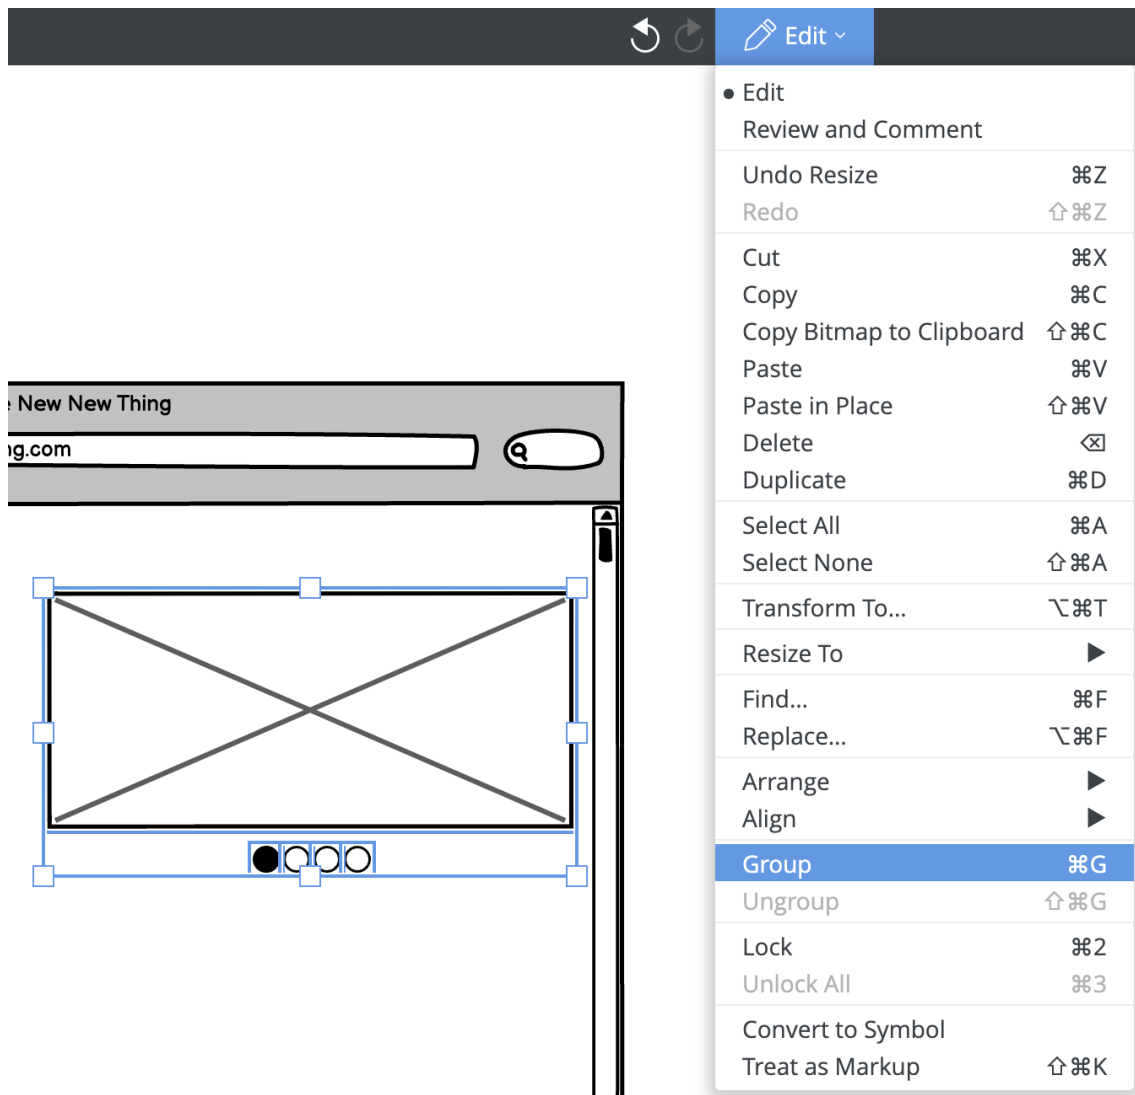 Edit
Edit
Review and Comment
Undo Resize ⌘Z
Redo ⇧⌘Z
Cut ⌘X
Copy ⌘C
Copy Bitmap to Clipboard ⇧⌘C
Paste ⌘V
Paste in Place ⇧⌘V
Delete ⌫
Duplicate ⌘D
Select All ⌘A
Select None ⇧⌘A
Transform To... ⌥⌘T
Resize To ▶
Find... ⌘F
Replace... ⌥⌘F
Arrange ▶
Align ▶
Group ⌘G
Ungroup ⇧⌘G
Lock ⌘2
Unlock All ⌘3
Convert to Symbol
Treat as Markup ⇧⌘K
New New Thing
ng.com